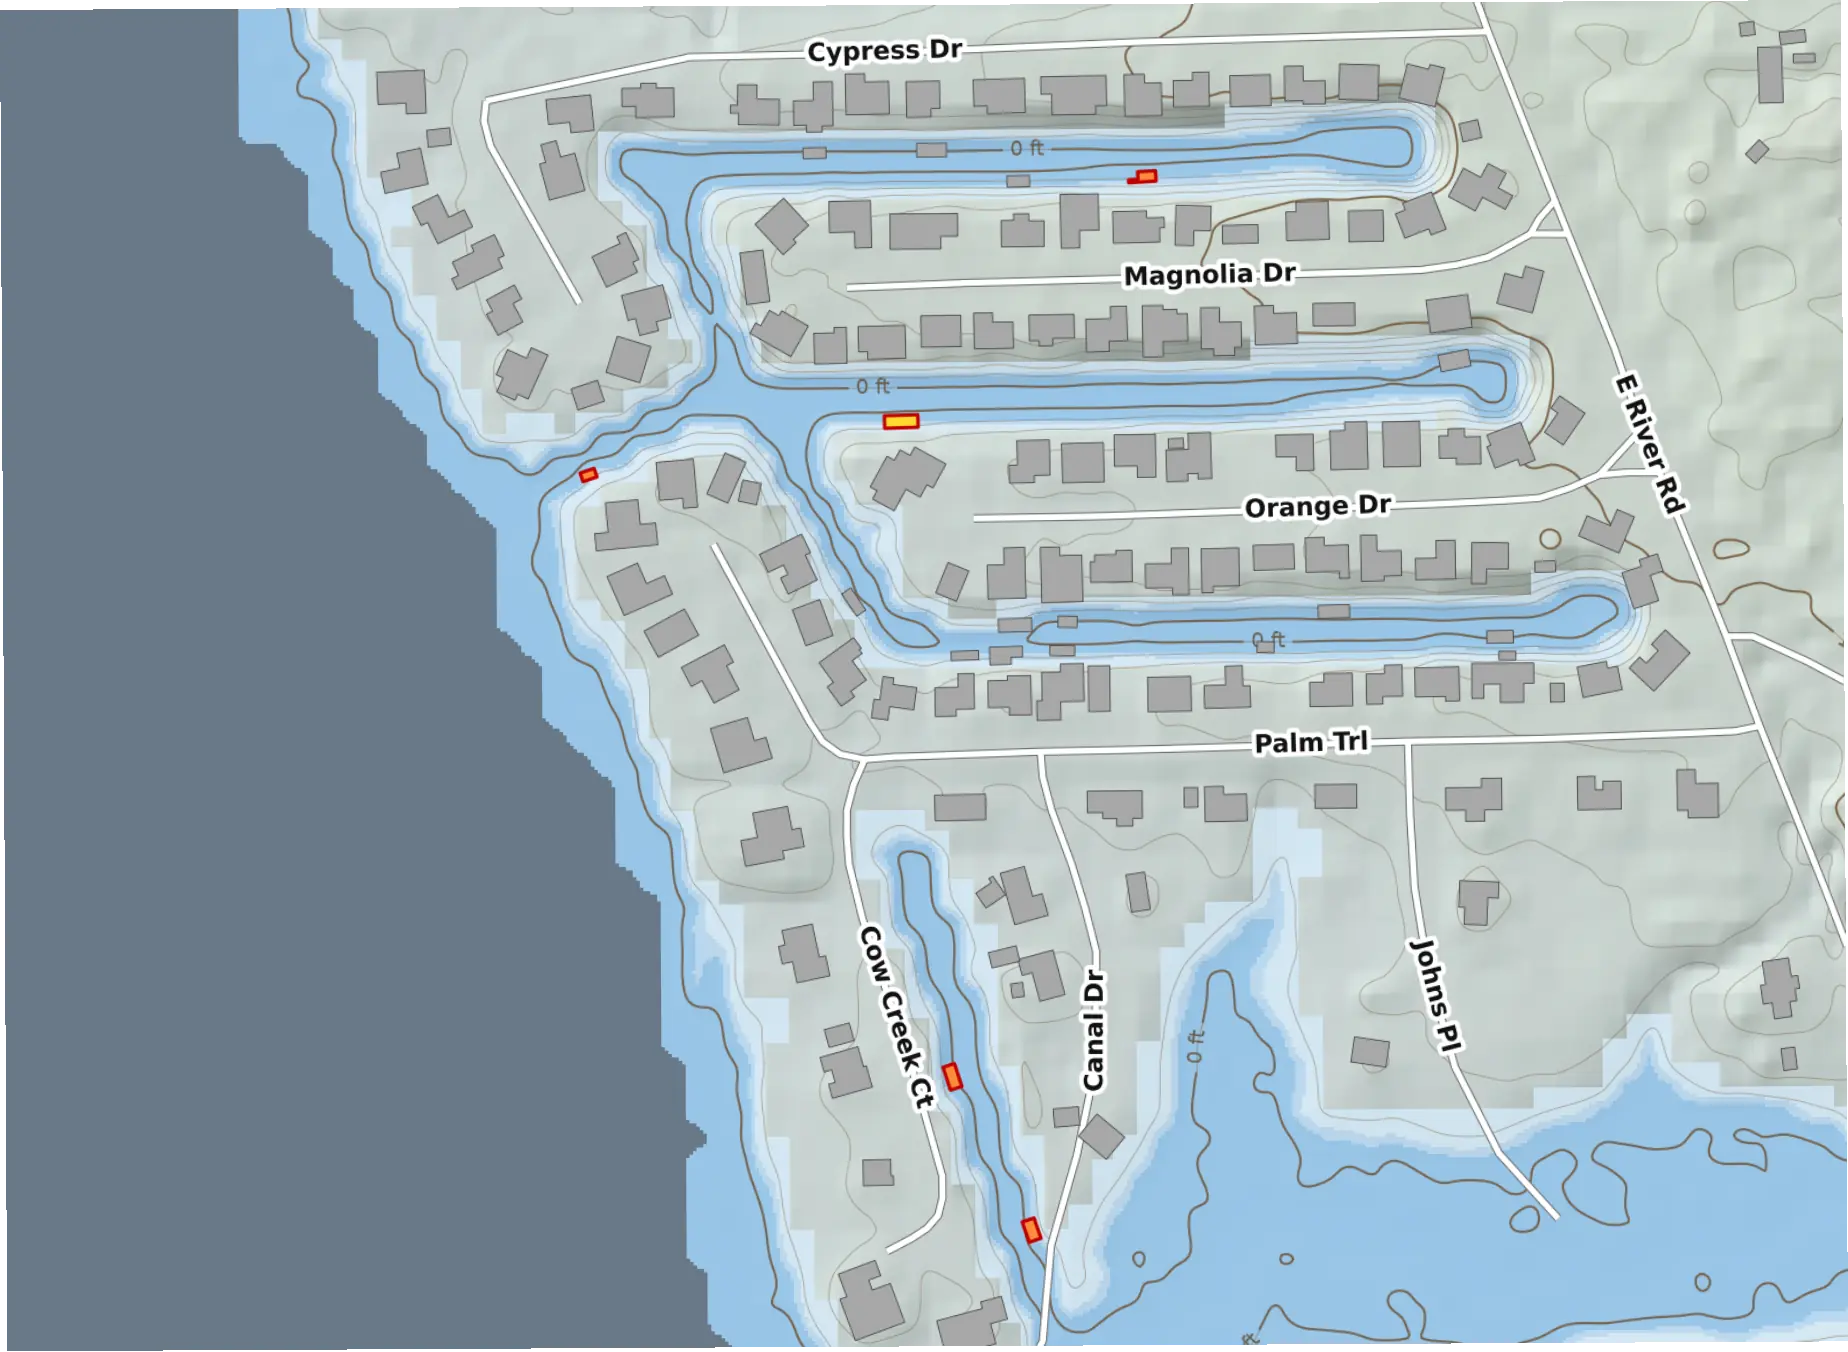 Cypress Dr
0 ft
Magnolia Dr
0 ft
E River Rd
Orange Dr
0 ft
Palm Trl
Cow Creek Ct
Canal Dr
Johns Pl
0 ft
ft